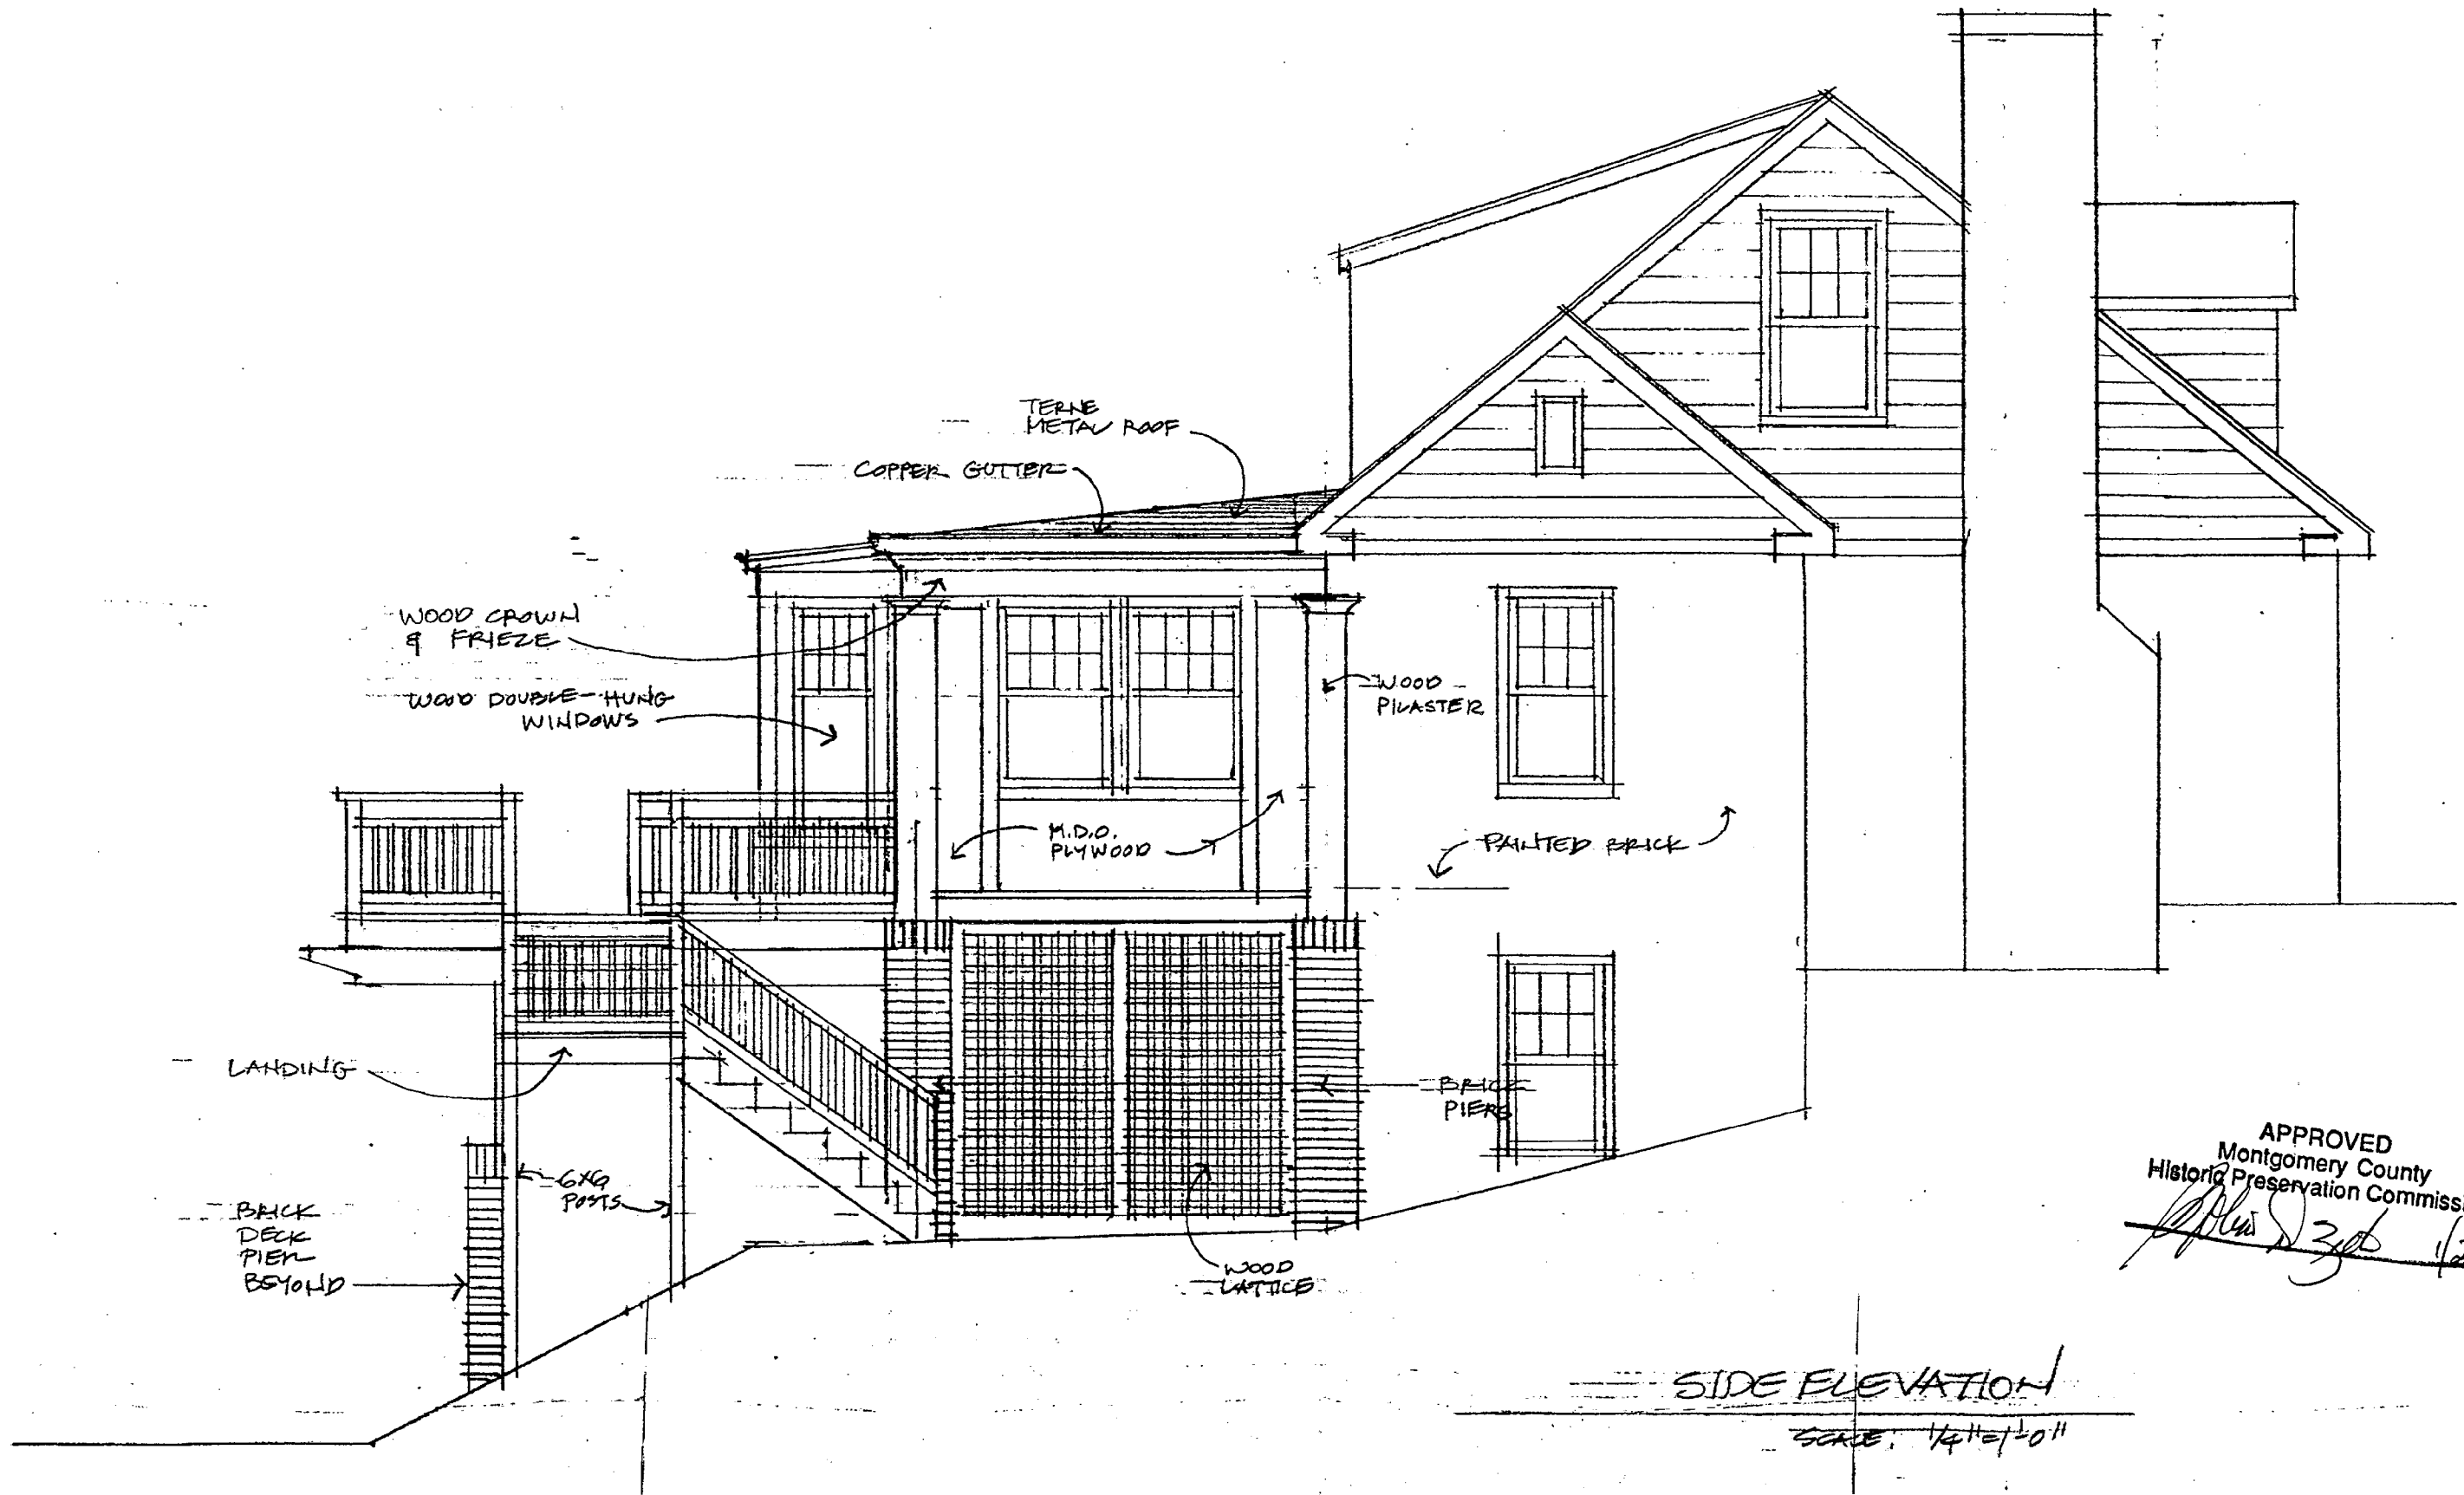 TERNE
METAL ROOF
COPPER GUTTER
WOOD CROWN
& FRIEZE
WOOD DOUBLE-HUNG
WINDOWS
WOOD
PILASTER
M.D.O.
PLYWOOD
PAINTED BRICK
LANDING
BRICK
PIERS
6X6
POSTS
BRICK
DECK
PIER
BEYOND
WOOD
LATTICE
APPROVED
Montgomery County
Historic Preservation Commiss
SIDE ELEVATION
SCALE: 1/4"=1'-0"